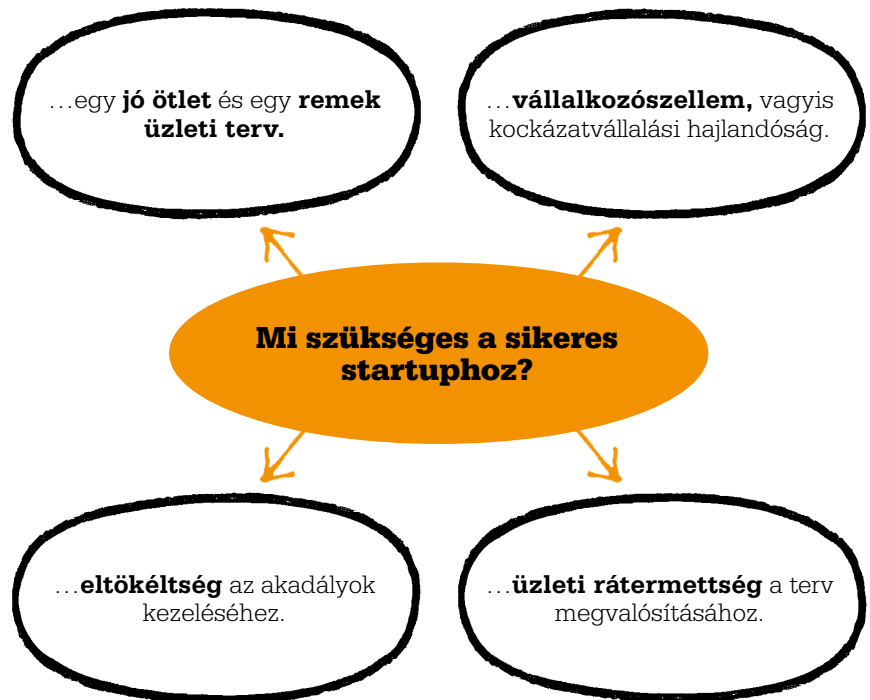 …egy jó ötlet és egy remek
üzleti terv.
…vállalkozószellem, vagyis
kockázatvállalási hajlandóság.
Mi szükséges a sikeres
startuphoz?
…eltökéltség az akadályok
kezeléséhez.
…üzleti rátermettség a terv
megvalósításához.